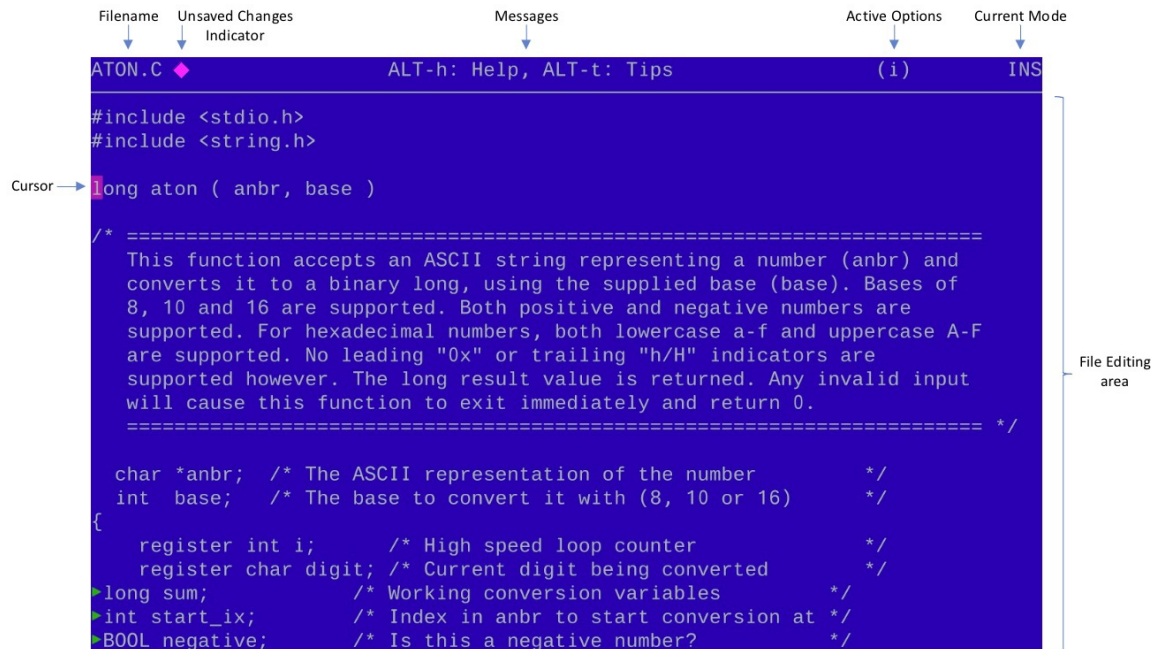 Filename Unsaved Changes Indicator Messages Active Options Current Mode
ATON.C ALT-h: Help, ALT-t: Tips (i) INS
#include <stdio.h>
#include <string.h>
Cursor
long aton ( anbr, base )
/* ========================================================================
This function accepts an ASCII string representing a number (anbr) and
converts it to a binary long, using the supplied base (base). Bases of
8, 10 and 16 are supported. Both positive and negative numbers are
supported. For hexadecimal numbers, both lowercase a-f and uppercase A-F
are supported. No leading "0x" or trailing "h/H" indicators are
supported however. The long result value is returned. Any invalid input
will cause this function to exit immediately and return 0.
======================================================================== */
File Editing
area
char *anbr; /* The ASCII representation of the number */
int base; /* The base to convert it with (8, 10 or 16) */
{
register int i; /* High speed loop counter */
register char digit; /* Current digit being converted */
long sum; /* Working conversion variables */
int start_ix; /* Index in anbr to start conversion at */
BOOL negative; /* Is this a negative number? */